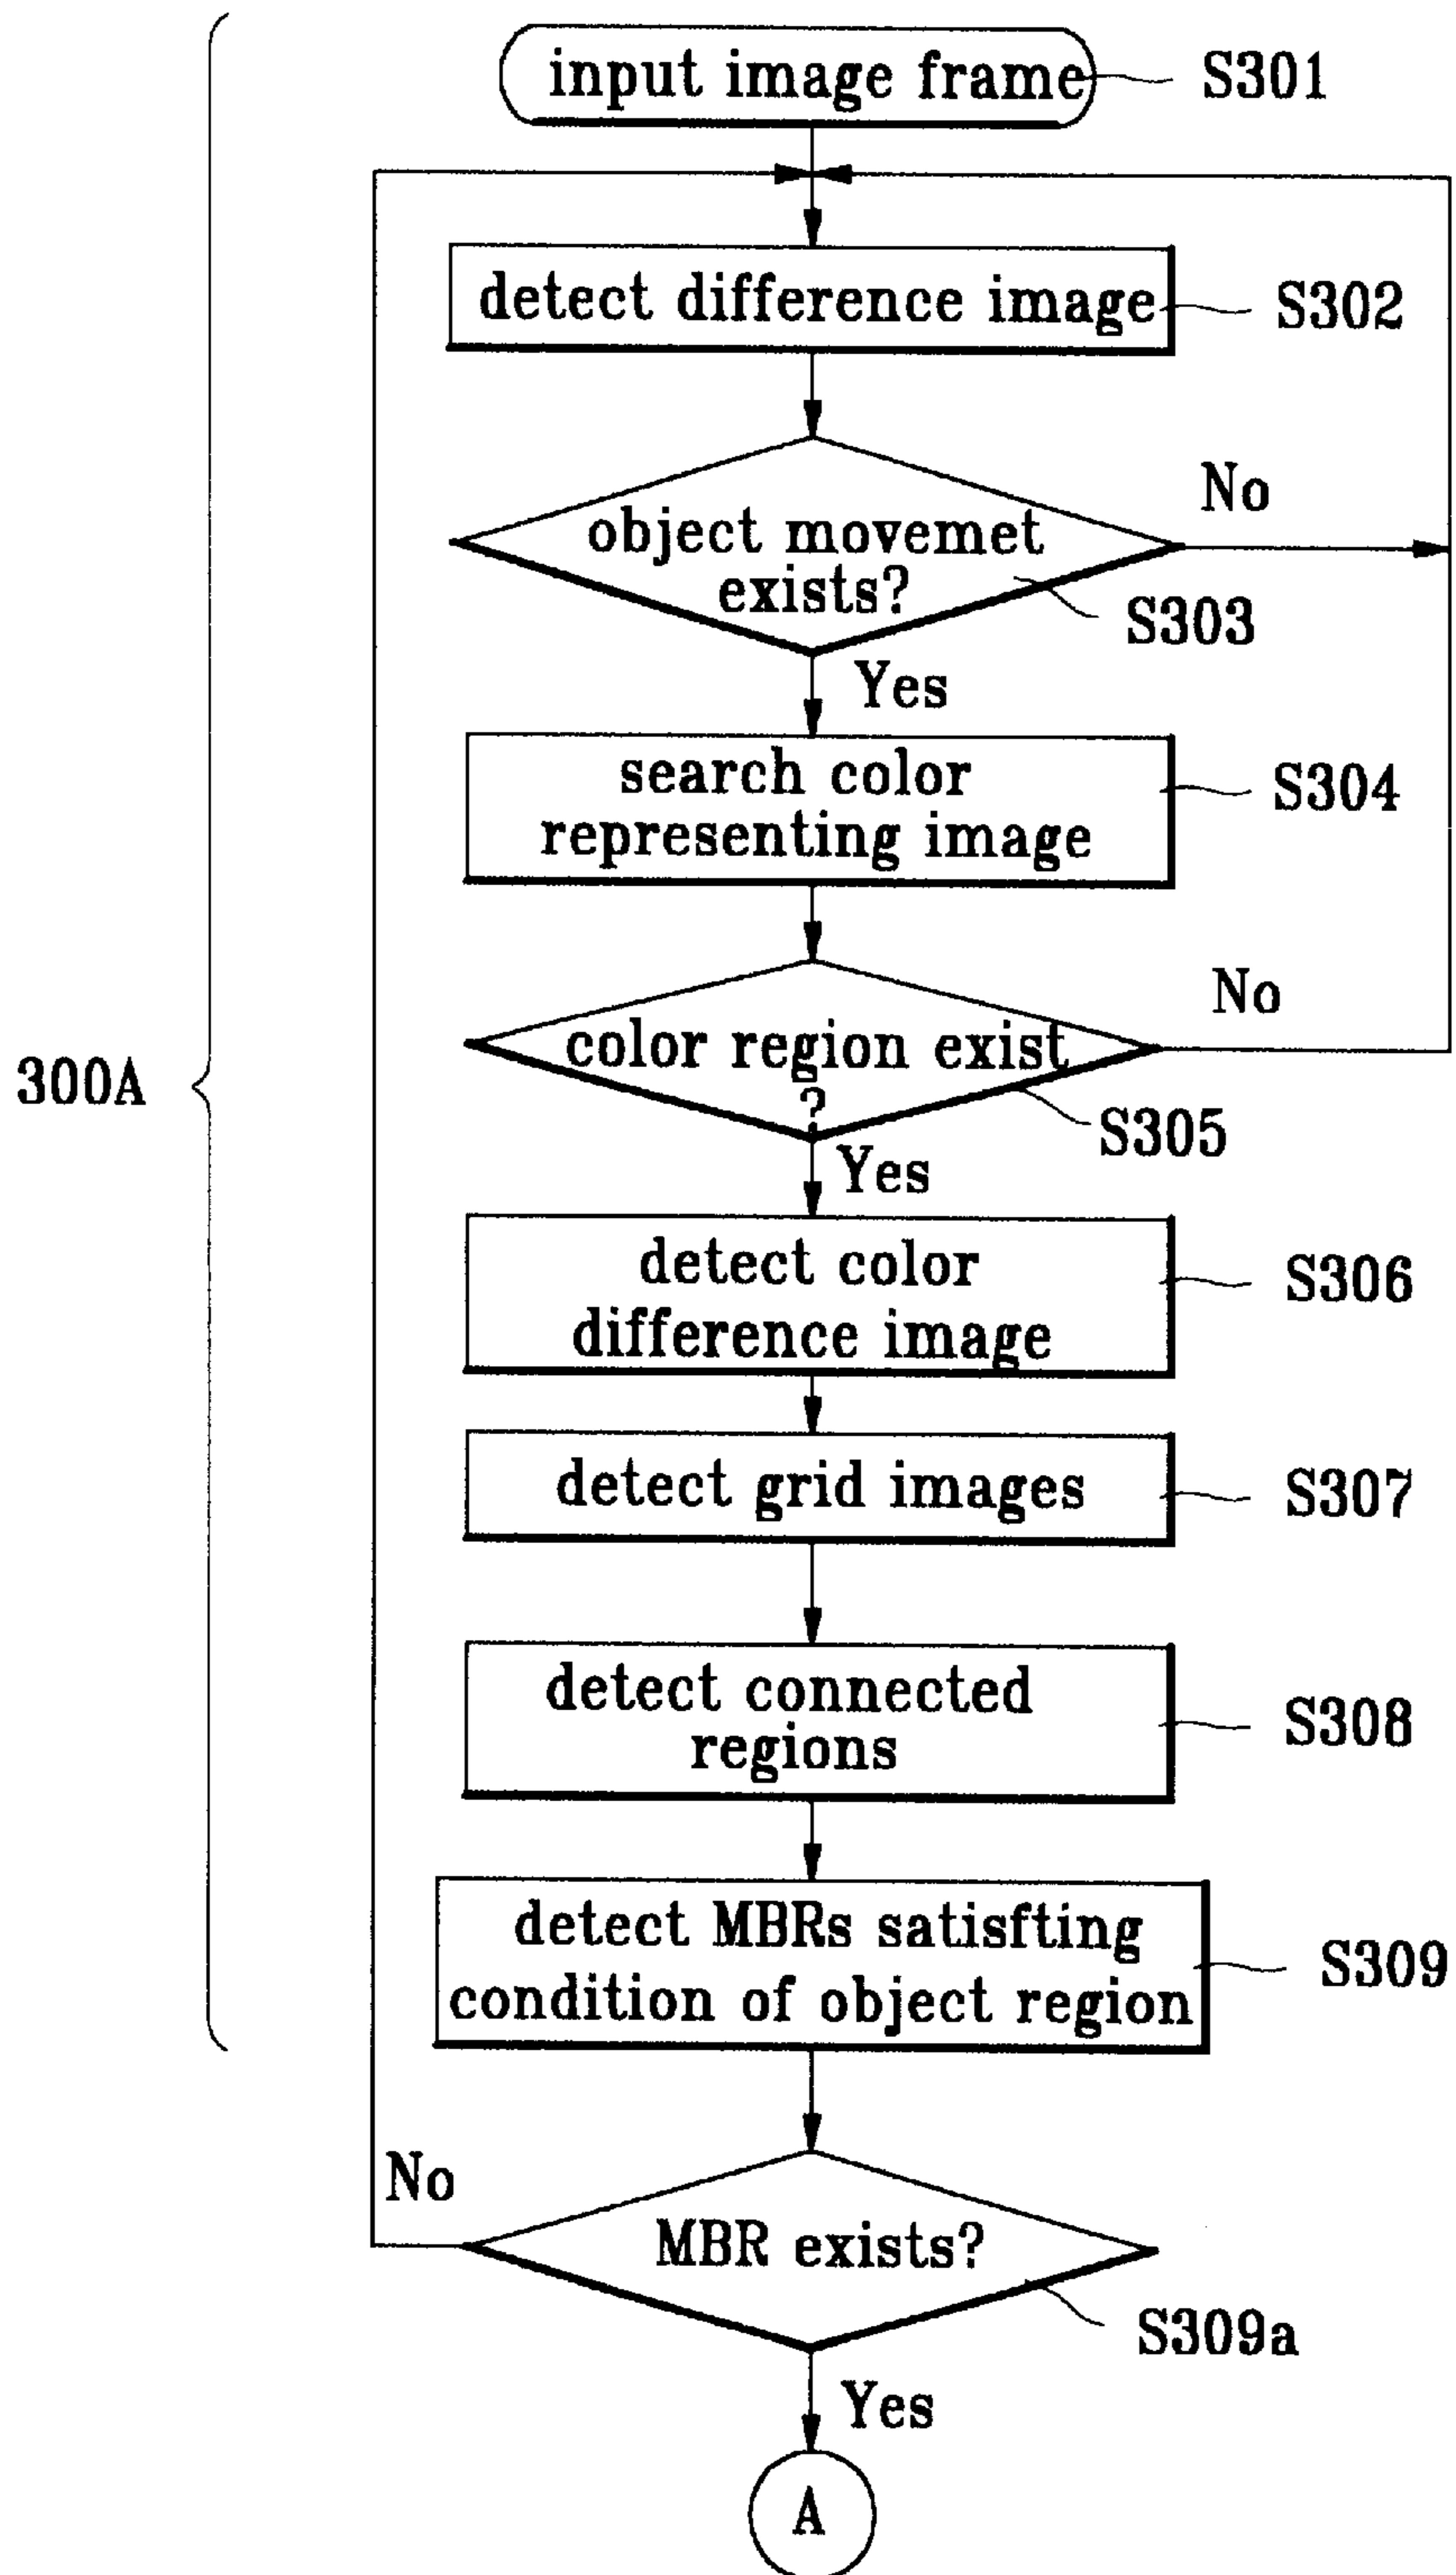 input image frame
S301
detect difference image
S302
object movemet
exists?
No
S303
Yes
search color
representing image
S304
color region exist
?
No
S305
Yes
300A
detect color
difference image
S306
detect grid images
S307
detect connected
regions
S308
detect MBRs satisfting
condition of object region
S309
No
MBR exists?
S309a
Yes
A